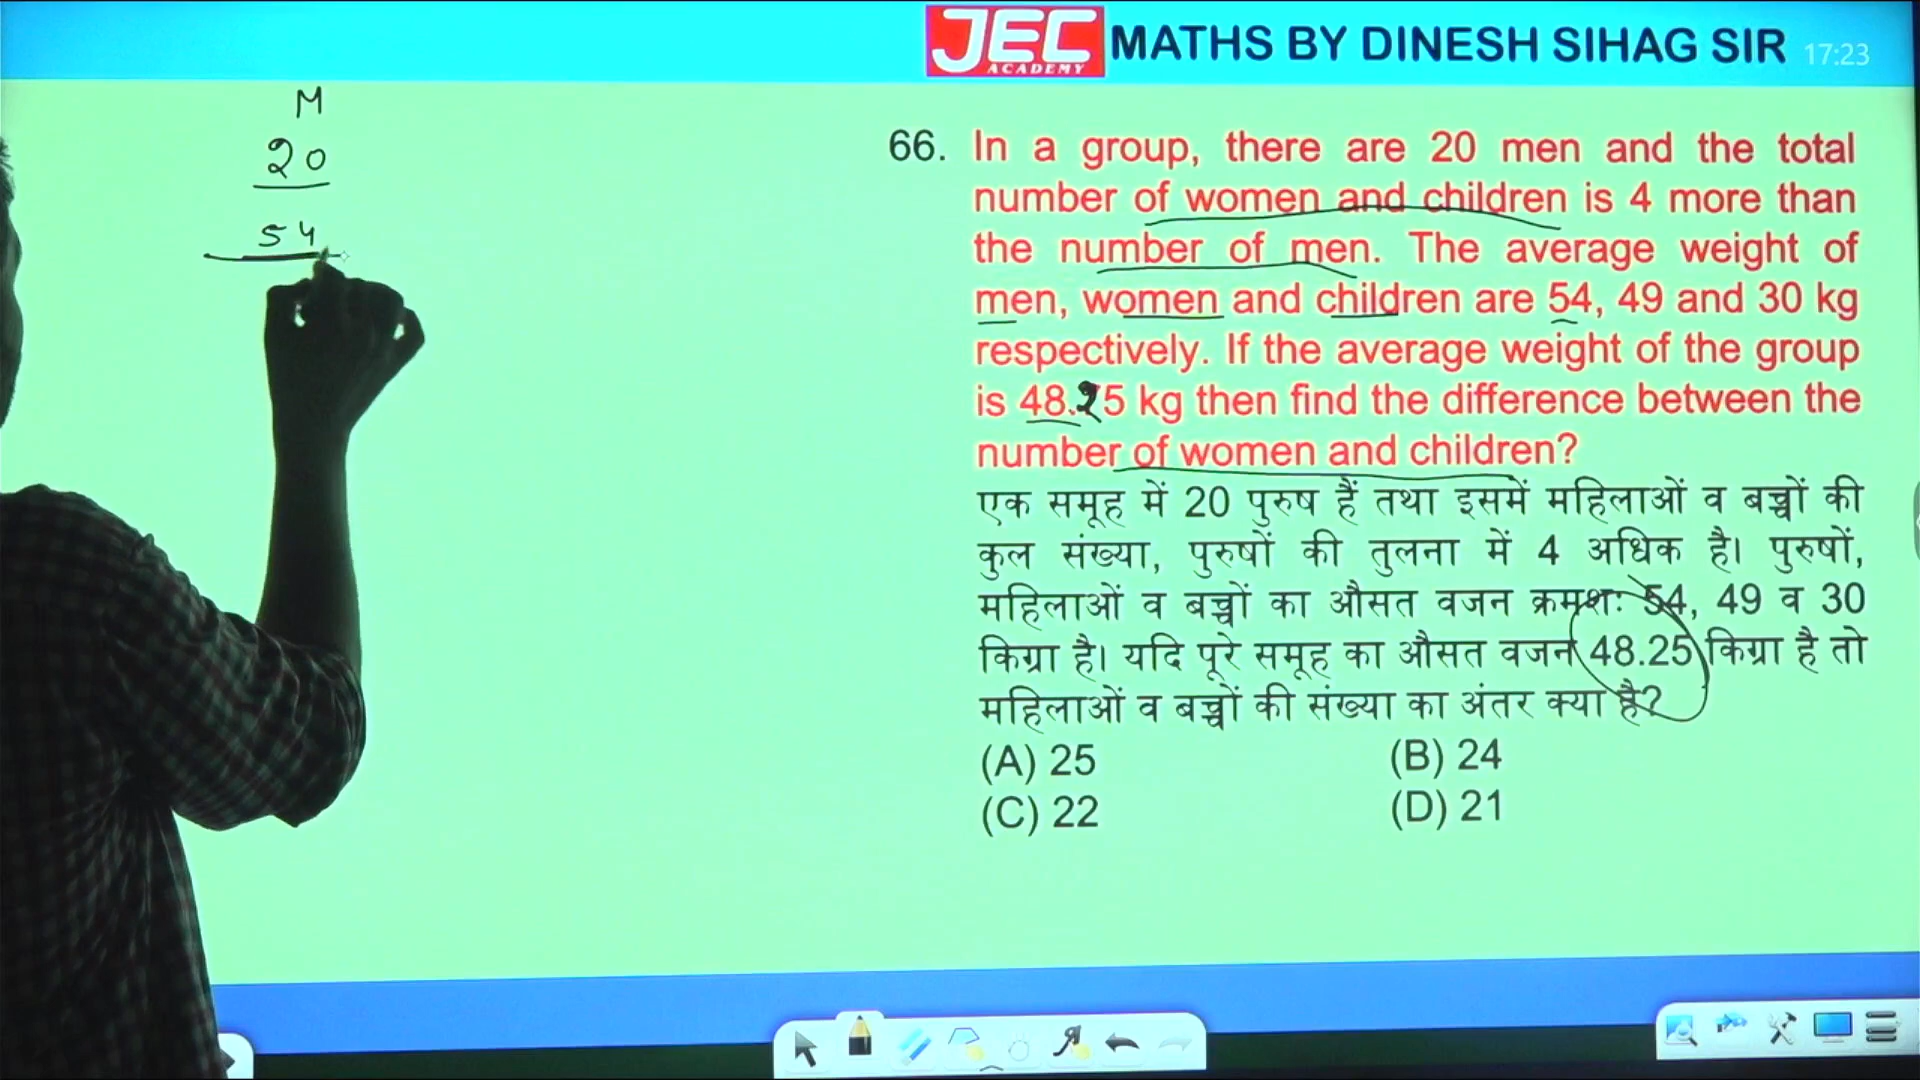 JEC
ACADEMY
MATHS BY DINESH SIHAG SIR
17:23
M
20
54
66. In a group, there are 20 men and the total
number of women and children is 4 more than
the number of men. The average weight of
men, women and children are 54, 49 and 30 kg
respectively. If the average weight of the group
is 48.25 kg then find the difference between the
number of women and children?
एक समूह में 20 पुरुष हैं तथा इसमें महिलाओं व बच्चों की
कुल संख्या, पुरुषों की तुलना में 4 अधिक है। पुरुषों,
महिलाओं व बच्चों का औसत वजन क्रमशः 54, 49 व 30
किग्रा है। यदि पूरे समूह का औसत वजन 48.25 किग्रा है तो
महिलाओं व बच्चों की संख्या का अंतर क्या है?
(A) 25 (B) 24
(C) 22 (D) 21